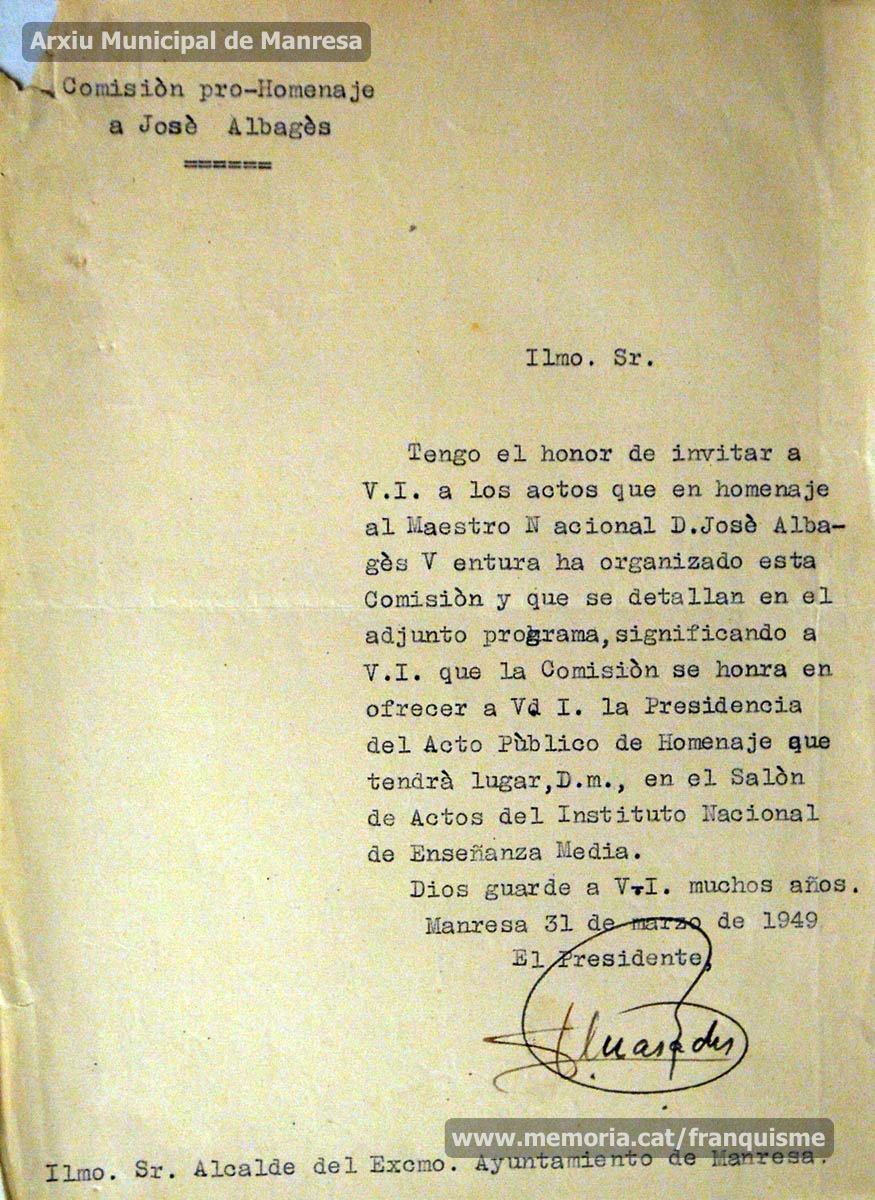 Arxiu Municipal de Manresa
Comisiòn pro-Homenaje
a Josè Albagès
======
Ilmo. Sr.
Tengo el honor de invitar a
V.I. a los actos que en homenaje
al Maestro N acional D.Josè Alba-
gès V entura ha organizado esta
Comisiòn y que se detallan en el
adjunto programa,significando a
V.I. que la Comisiòn se honra en
ofrecer a Vd I. la Presidencia
del Acto Pùblico de Homenaje que
tendrà lugar,D.m., en el Salòn
de Actos del Instituto Nacional
de Enseñanza Media.
Dios guarde a V.I. muchos años.
Manresa 31 de marzo de 1949
El Presidente,
www.memoria.cat/franquisme
Ilmo. Sr. Alcalde del Excmo. Ayuntamiento de Manresa.